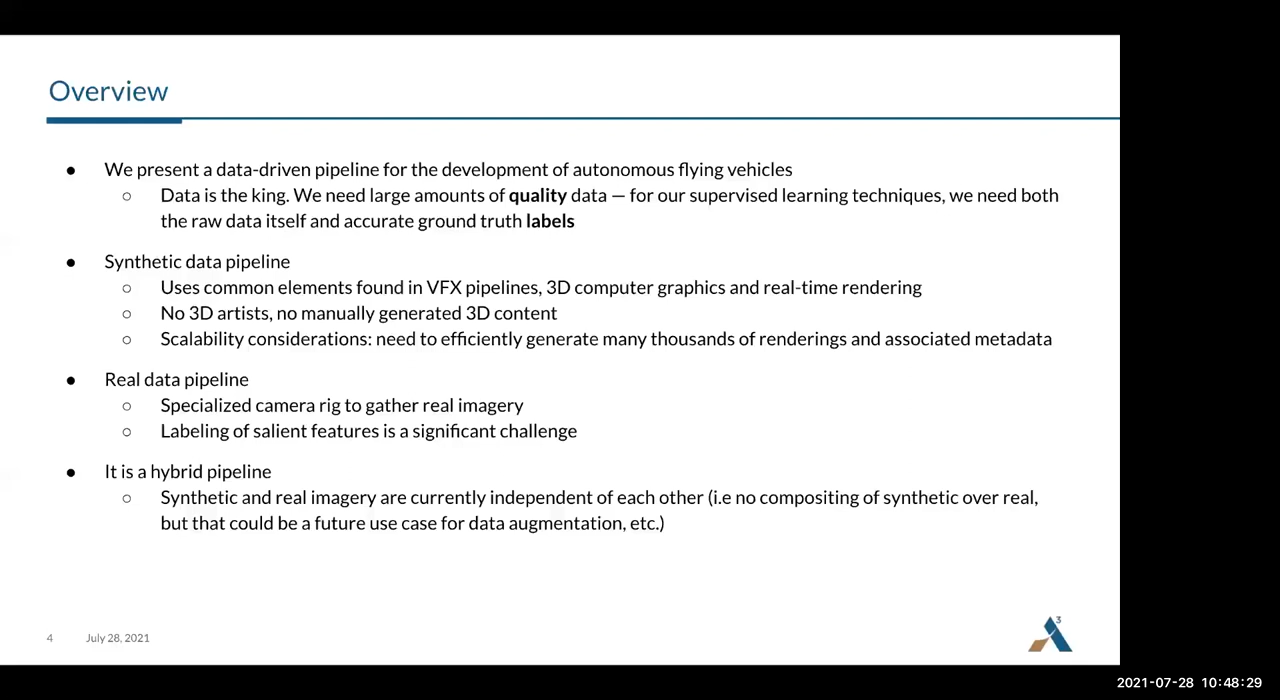 Overview
● We present a data-driven pipeline for the development of autonomous flying vehicles
○ Data is the king. We need large amounts of quality data — for our supervised learning techniques, we need both
the raw data itself and accurate ground truth labels
● Synthetic data pipeline
○ Uses common elements found in VFX pipelines, 3D computer graphics and real-time rendering
○ No 3D artists, no manually generated 3D content
○ Scalability considerations: need to efficiently generate many thousands of renderings and associated metadata
● Real data pipeline
○ Specialized camera rig to gather real imagery
○ Labeling of salient features is a significant challenge
● It is a hybrid pipeline
○ Synthetic and real imagery are currently independent of each other (i.e no compositing of synthetic over real,
but that could be a future use case for data augmentation, etc.)
4 July 28, 2021
3
2021-07-28 10:48:29